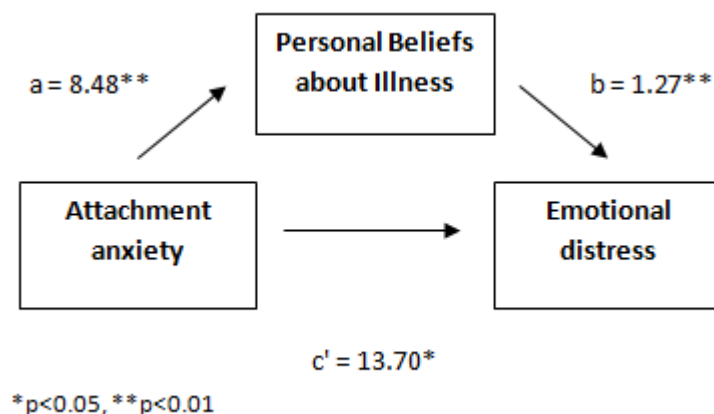 Personal Beliefs
about Illness
a = 8.48**
b = 1.27**
Attachment
anxiety
Emotional
distress
c' = 13.70*
*p<0.05, **p<0.01